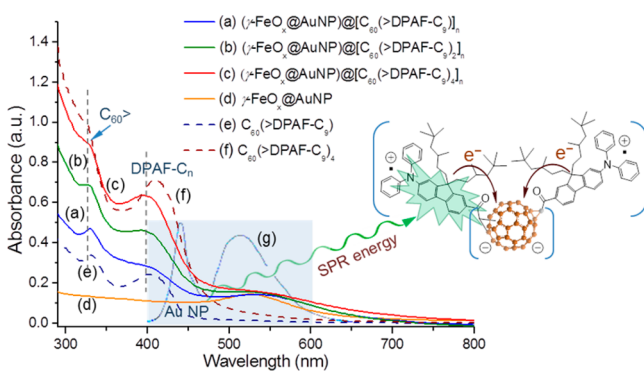 (a) (γ-FeOₓ@AuNP)@[C₆₀(>DPAF-C₉)]ₙ
(b) (γ-FeOₓ@AuNP)@[C₆₀(>DPAF-C₉)₂]ₙ
(c) (γ-FeOₓ@AuNP)@[C₆₀(>DPAF-C₉)₄]ₙ
(d) γ-FeOₓ@AuNP
(e) C₆₀(>DPAF-C₉)
(f) C₆₀(>DPAF-C₉)₄
Absorbance (a.u.)
1.4
1.2
1.0
0.8
0.6
0.4
0.2
0.0
C₆₀>
DPAF-Cₙ
(b)
(c)
(f)
(a)
(g)
(e)
(d)
Au NP
SPR energy
e⁻
e⁻
N
N
O
O
300
400
500
600
700
800
Wavelength (nm)